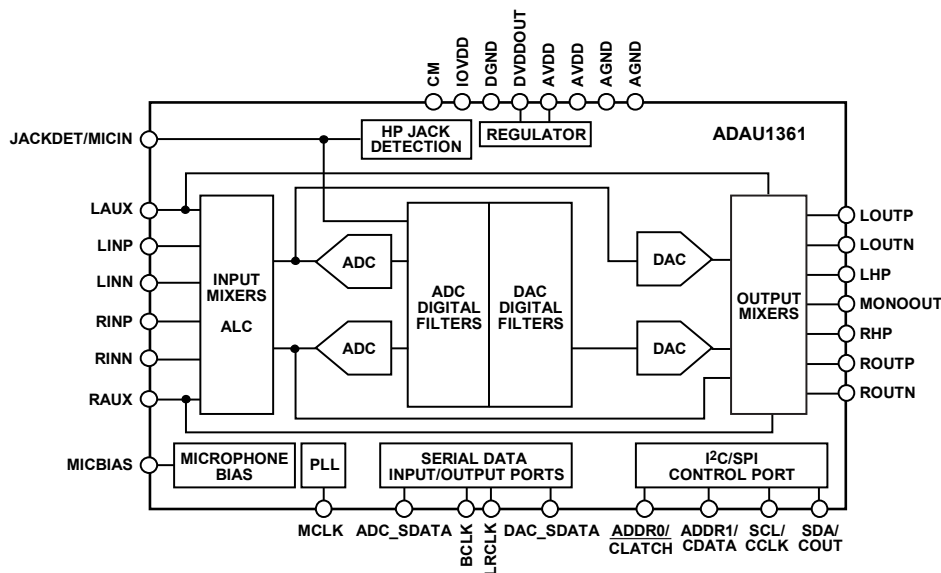 CM
IOVDD
DGND
DVDDOUT
AVDD
AVDD
AGND
AGND
JACKDET/MICIN
HP JACK
DETECTION
REGULATOR
ADAU1361
LAUX
LINP
LINN
RINP
RINN
RAUX
MICBIAS
INPUT
MIXERS
ALC
ADC
ADC
ADC
DIGITAL
FILTERS
DAC
DIGITAL
FILTERS
DAC
DAC
OUTPUT
MIXERS
LOUTP
LOUTN
LHP
MONOOUT
RHP
ROUTP
ROUTN
MICROPHONE
BIAS
PLL
SERIAL DATA
INPUT/OUTPUT PORTS
I²C/SPI
CONTROL PORT
MCLK
ADC_SDATA
BCLK
LRCLK
DAC_SDATA
ADDR0/
CLATCH
ADDR1/
CDATA
SCL/
CCLK
SDA/
COUT